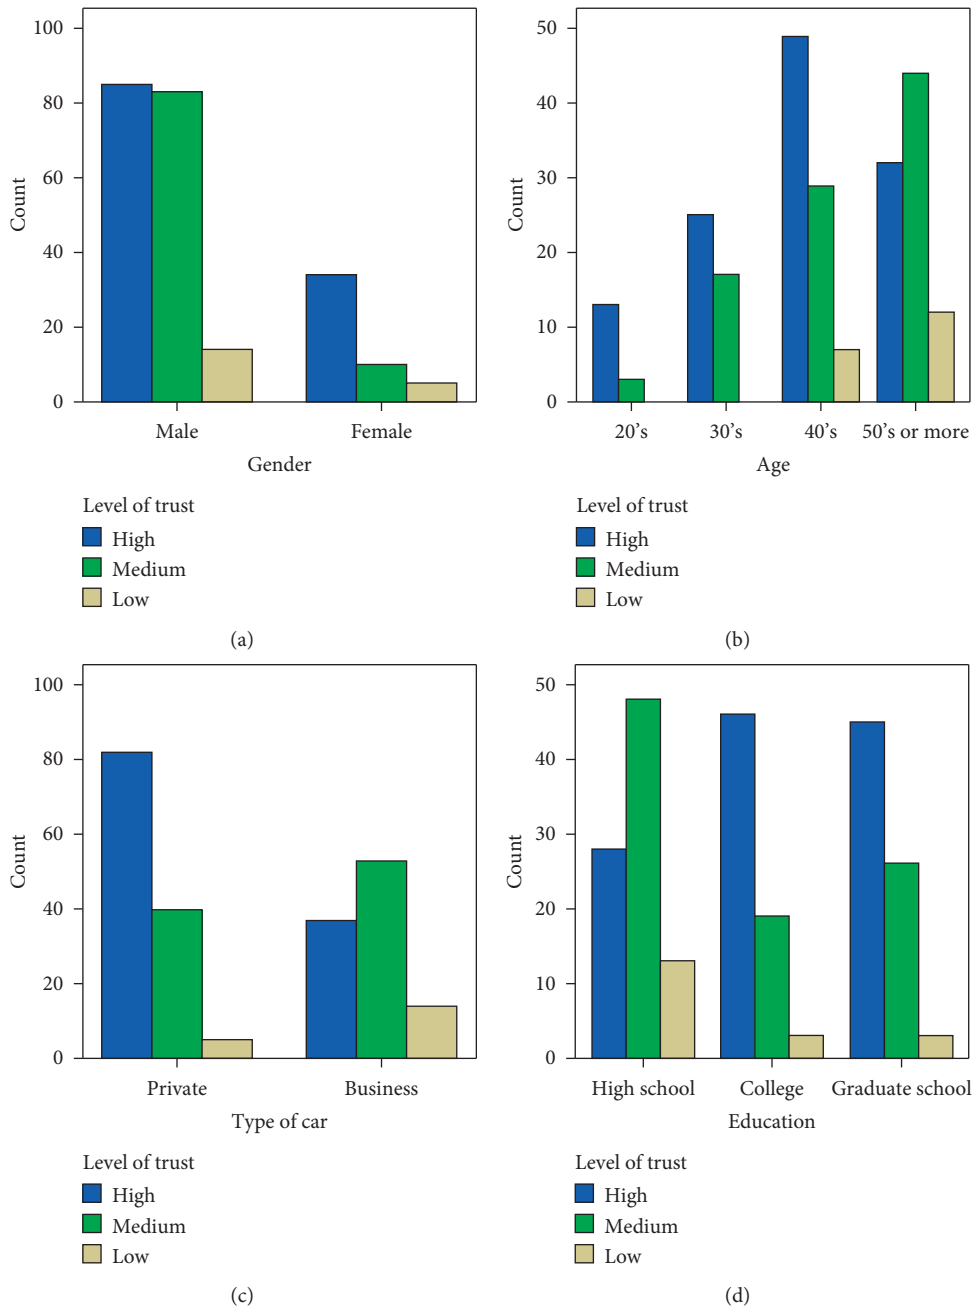 100
80
60
40
20
0
Count
Male
Female
Gender
Level of trust
High
Medium
Low
(a)
50
40
30
20
10
0
Count
20's
30's
40's
50's or more
Age
Level of trust
High
Medium
Low
(b)
100
80
60
40
20
0
Count
Private
Business
Type of car
Level of trust
High
Medium
Low
(c)
50
40
30
20
10
0
Count
High school
College
Graduate school
Education
Level of trust
High
Medium
Low
(d)